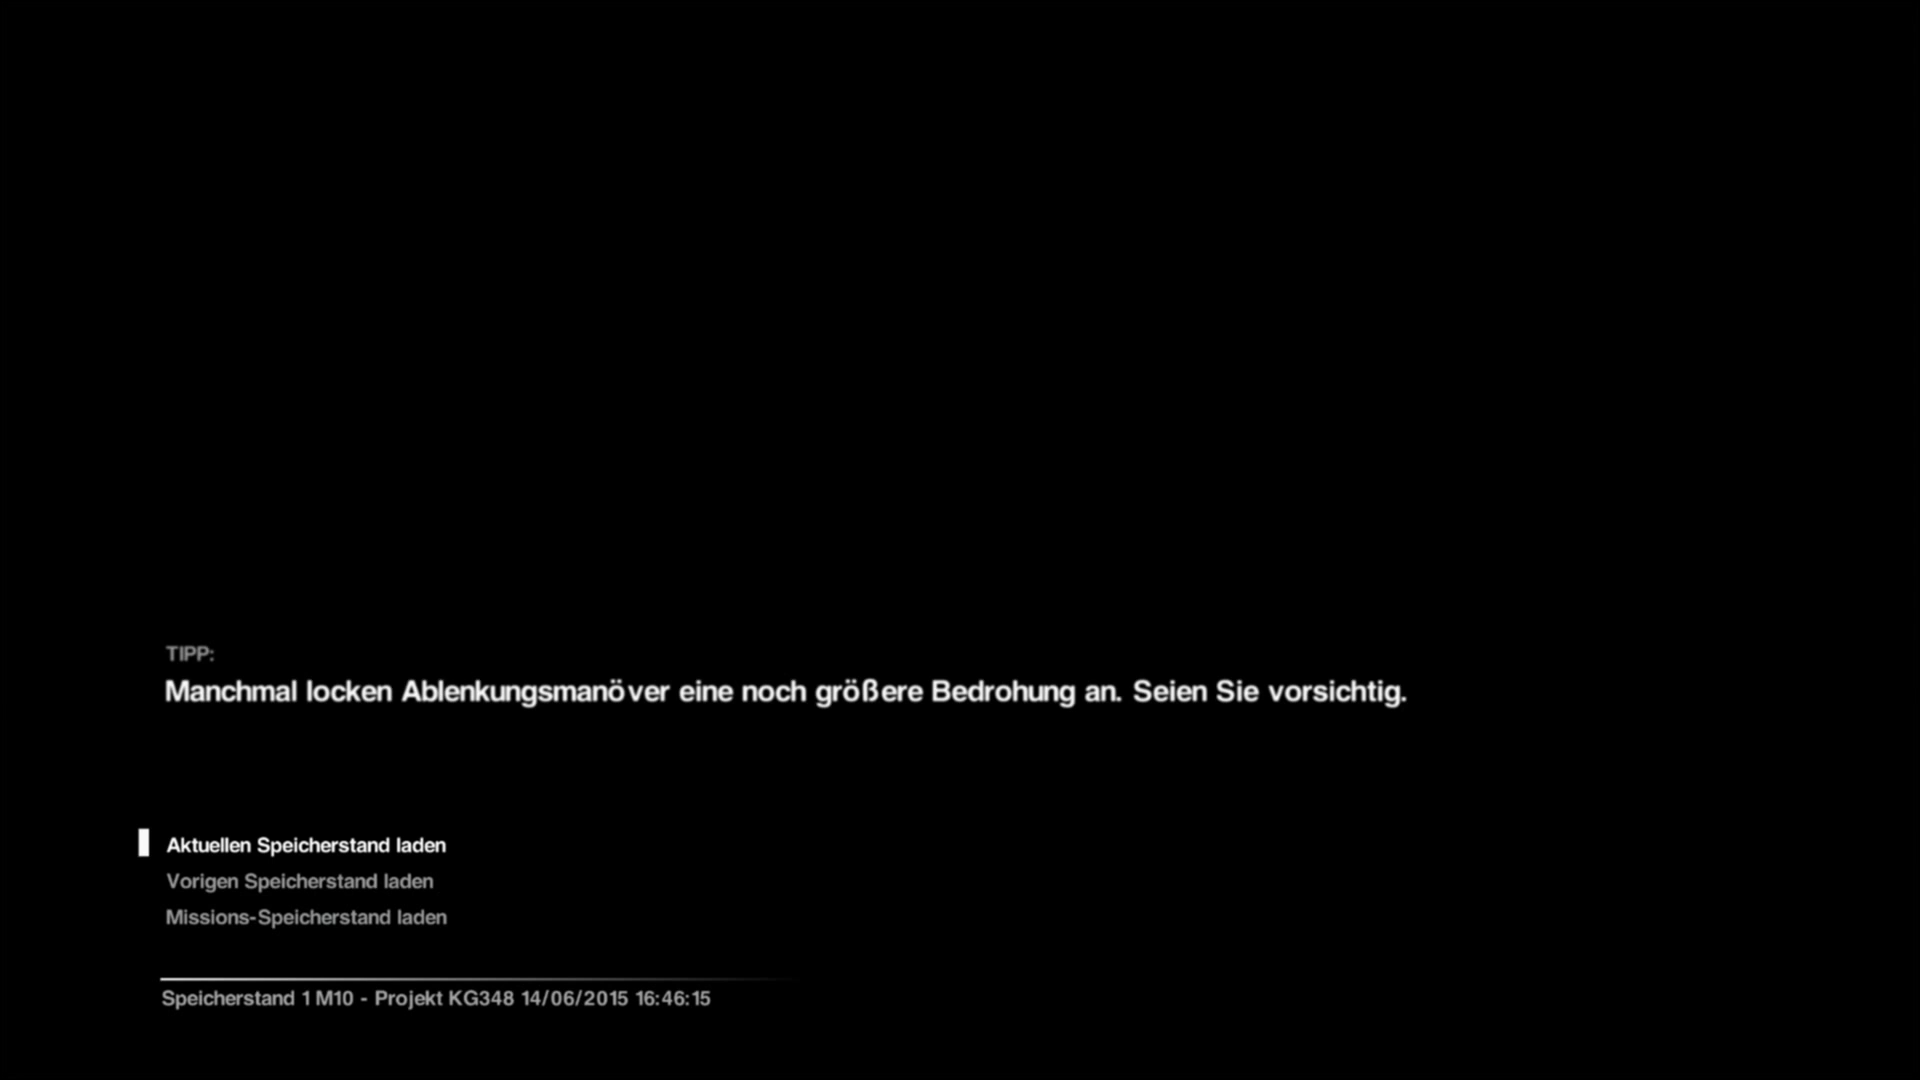 TIPP:
Manchmal locken Ablenkungsmanöver eine noch größere Bedrohung an. Seien Sie vorsichtig.
Aktuellen Speicherstand laden
Vorigen Speicherstand laden
Missions-Speicherstand laden
Speicherstand 1 M10 - Projekt KG348 14/06/2015 16:46:15